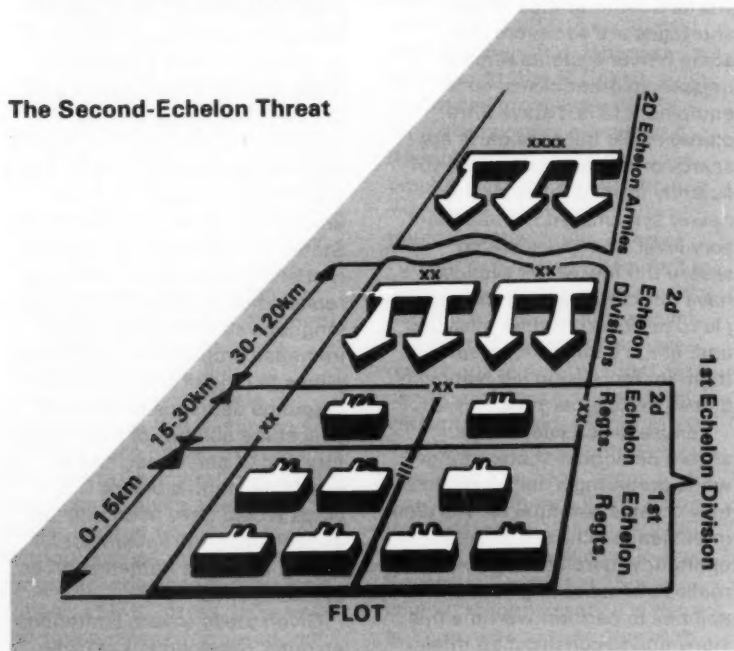 The Second-Echelon Threat
xxxx
2D Echelon Armies
xx
xx
2d
Echelon
Divisions
30-120km
15-30km
0-15km
xx
xx
xx
III
2d
Echelon
Regts.
1st
Echelon
Regts.
1st Echelon Division
FLOT